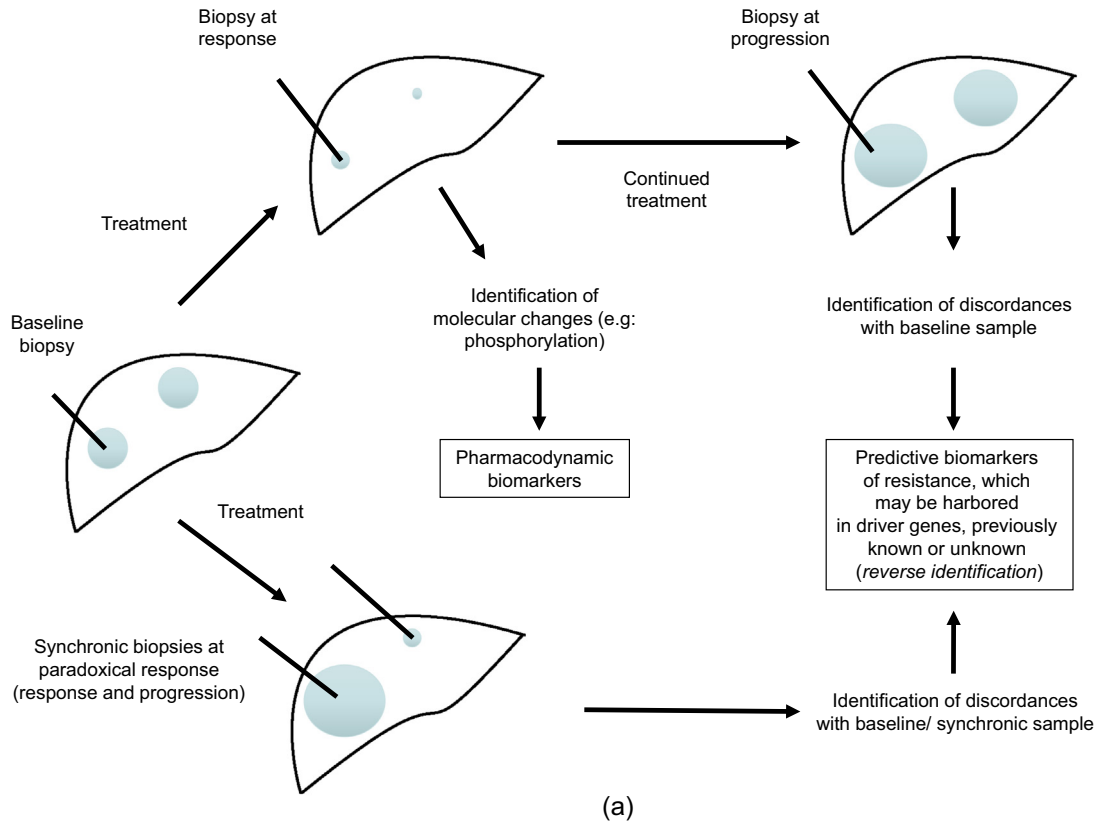 Biopsy at
response
Biopsy at
progression
Treatment
Continued
treatment
Baseline
biopsy
Identification of
molecular changes (e.g:
phosphorylation)
Identification of discordances
with baseline sample
Pharmacodynamic
biomarkers
Predictive biomarkers
of resistance, which
may be harbored
in driver genes, previously
known or unknown
(reverse identification)
Treatment
Synchronic biopsies at
paradoxical response
(response and progression)
Identification of discordances
with baseline/ synchronic sample
(a)